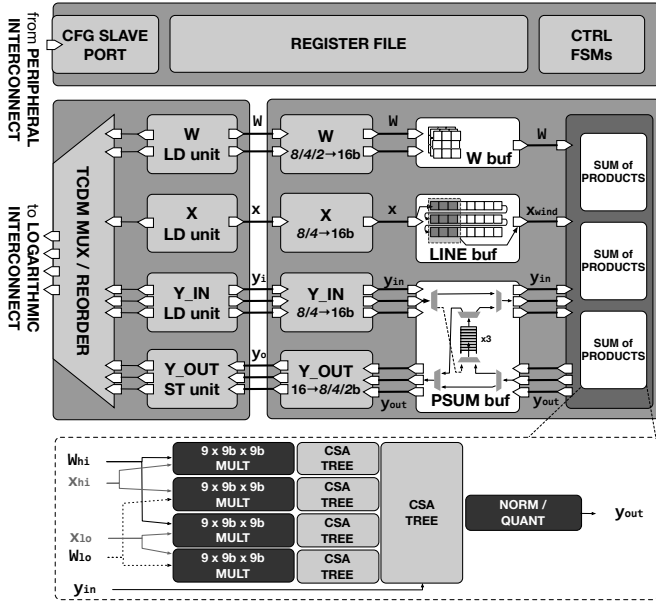 from PERIPHERAL
INTERCONNECT
CFG SLAVE
PORT
REGISTER FILE
CTRL
FSMs
to LOGARITHMIC
INTERCONNECT
TCDM MUX / REORDER
W
LD unit
W
W
8/4/2→16b
W
W buf
W
SUM of
PRODUCTS
X
LD unit
x
X
8/4→16b
x
LINE buf
xwind
SUM of
PRODUCTS
Y_IN
LD unit
yi
Y_IN
8/4→16b
yin
x3
yin
SUM of
PRODUCTS
Y_OUT
ST unit
yo
Y_OUT
16→8/4/2b
yout
PSUM buf
yout
Whi
xhi
xlo
Wlo
yin
9 x 9b x 9b
MULT
CSA
TREE
9 x 9b x 9b
MULT
CSA
TREE
9 x 9b x 9b
MULT
CSA
TREE
9 x 9b x 9b
MULT
CSA
TREE
CSA
TREE
NORM /
QUANT
yout